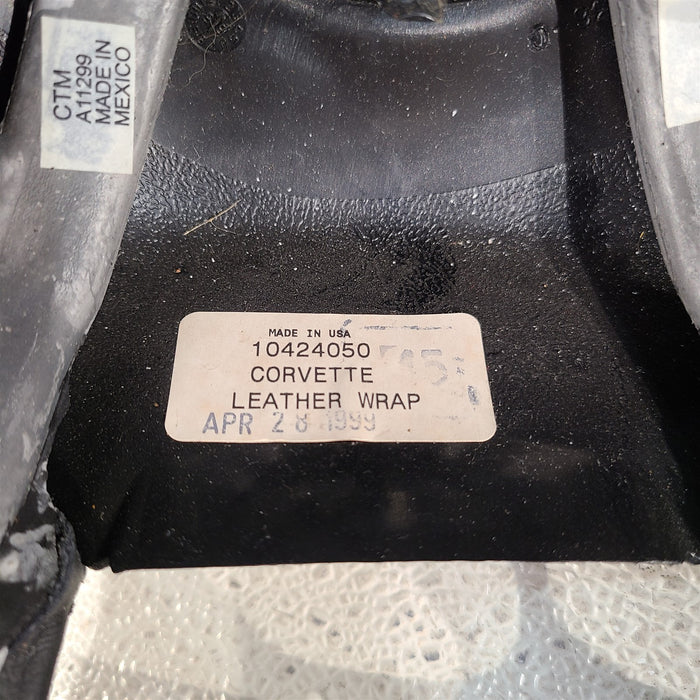 CTM
A11299
MADE IN
MEXICO
MADE IN USA
10424050
CORVETTE
LEATHER WRAP
APR 28 1999